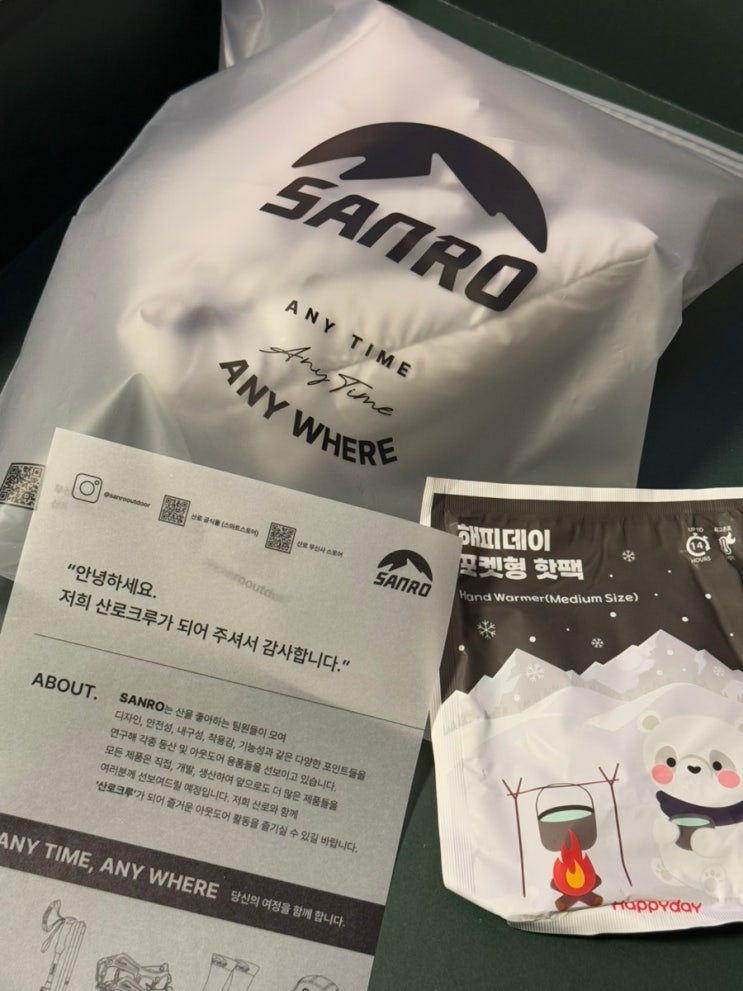 SANRO
ANY TIME
Any Time
ANY WHERE
@sanrooutdoor
산로 공식몰 (스마트스토어)
산로 무신사 스토어
SANRO
"안녕하세요.
저희 산로크루가 되어 주셔서 감사합니다."
ABOUT.
SANRO는 산을 좋아하는 팀원들이 모여
디자인, 안전성, 내구성, 착용감, 기능성과 같은 다양한 포인트들을
연구해 각종 등산 및 아웃도어 용품들을 선보이고 있습니다.
모든 제품은 직접, 개발, 생산하여 앞으로도 더 많은 제품들을
여러분께 선보여드릴 예정입니다. 저희 산로와 함께
'산로크루'가 되어 즐거운 아웃도어 활동을 즐기실 수 있길 바랍니다.
ANY TIME, ANY WHERE
당신의 여정을 함께 합니다.
해피데이
포켓형 핫팩
Hand Warmer(Medium Size)
UP TO
14
HOURS
최고온도
Happyday